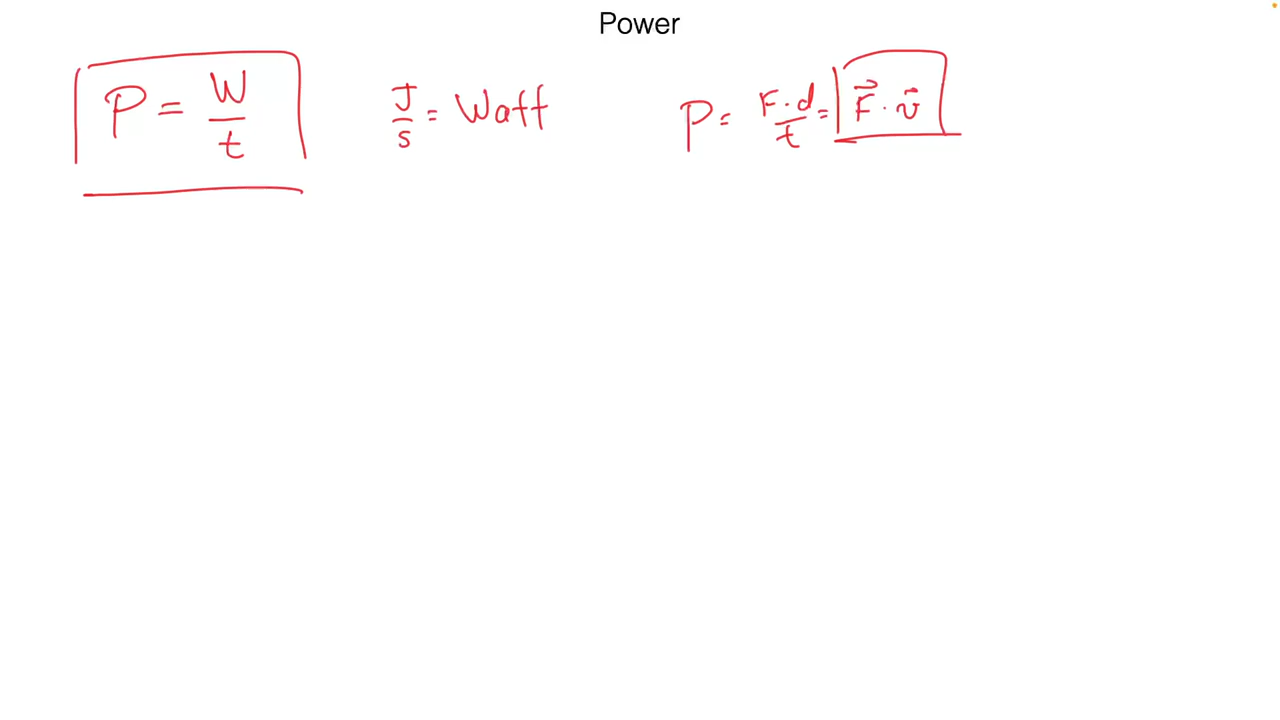 Power
P = W/t
J/s = Watt
P = F·d/t = F⃗·v⃗